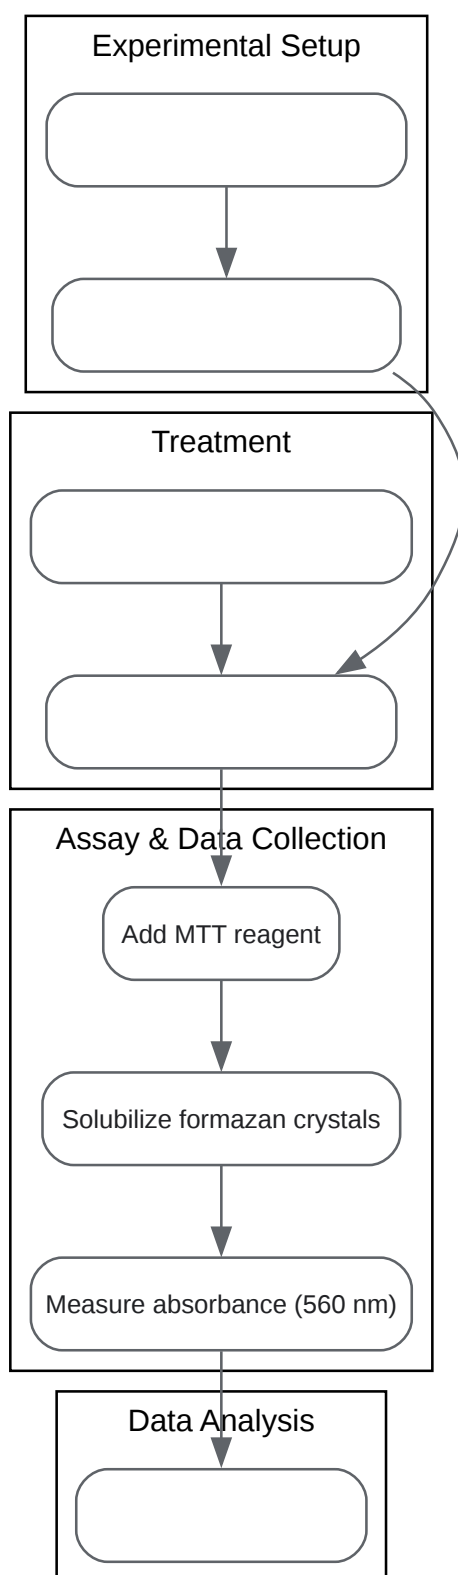 Experimental Setup
Treatment
Assay & Data Collection
Add MTT reagent
Solubilize formazan crystals
Measure absorbance (560 nm)
Data Analysis